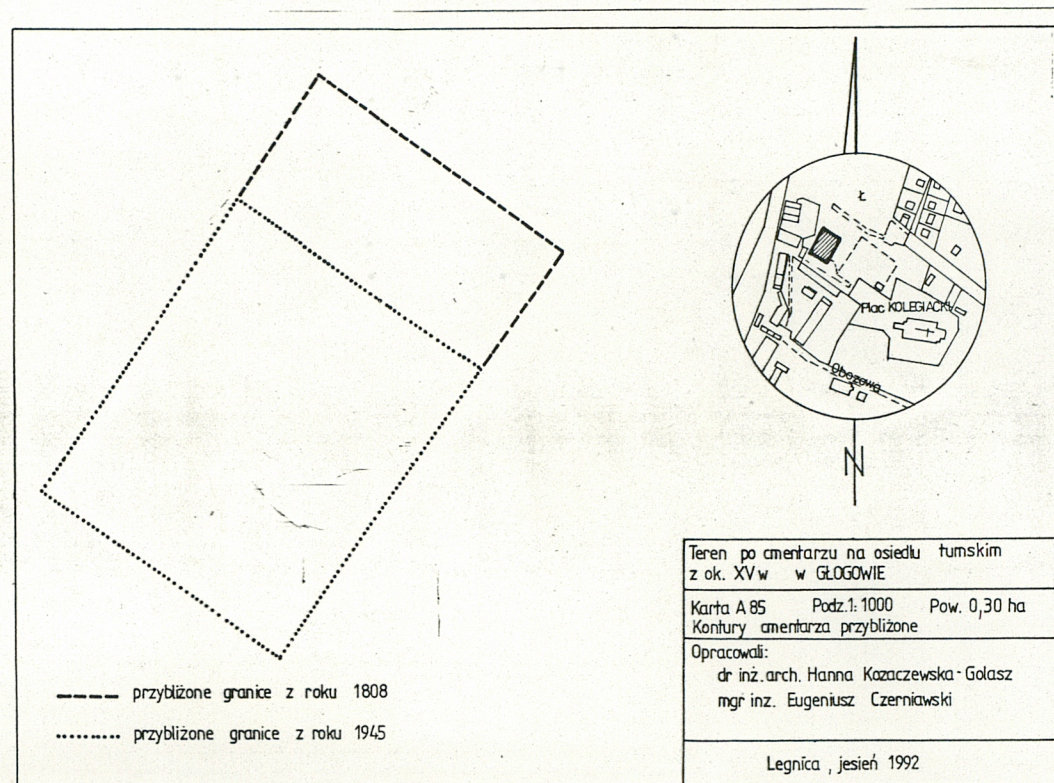 Ł
Plac KOLEGIACKI
Obozowa
N
Teren po cmentarzu na osiedlu tumskim
z ok. XV w w GŁOGOWIE
Karta A 85 Podz. 1:1000 Pow. 0,30 ha
Kontury cmentarza przybliżone
Opracowali:
dr inż. arch. Hanna Kozaczewska-Golasz
mgr inz. Eugeniusz Czerniawski
Legnica , jesień 1992
przybliżone granice z roku 1808
przybliżone granice z roku 1945